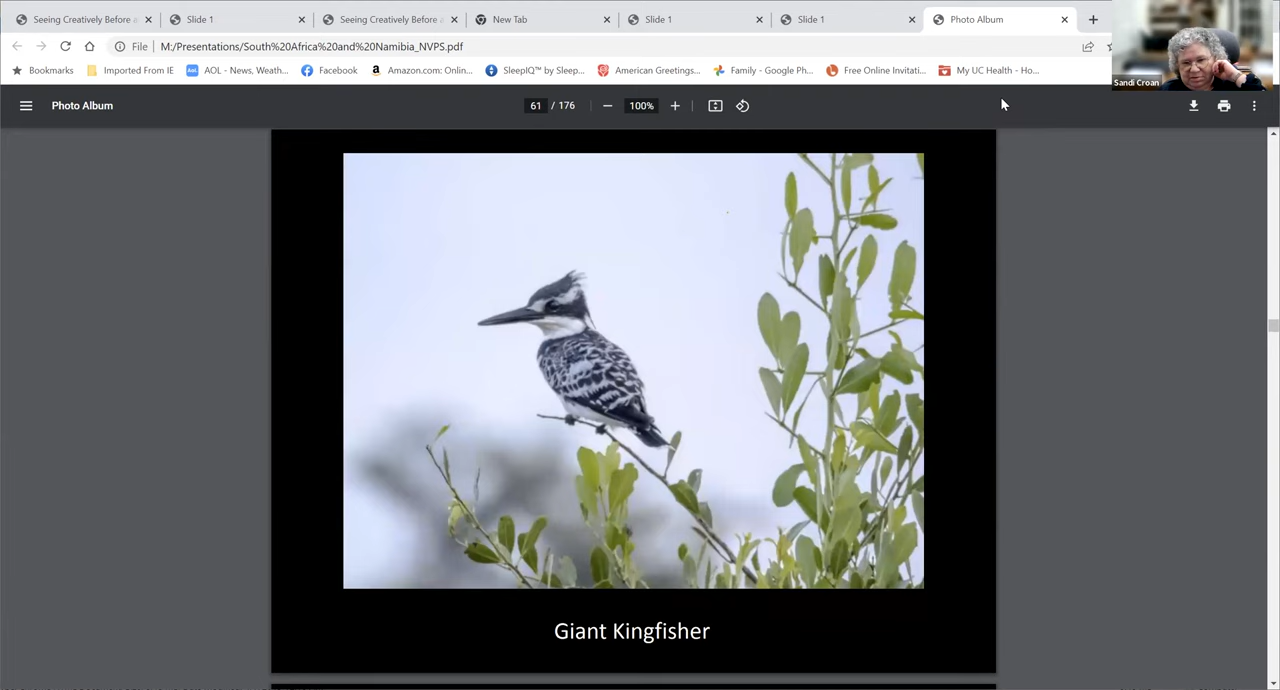 Seeing Creatively Before a
Slide 1
Seeing Creatively Before a
New Tab
Slide 1
Slide 1
Photo Album
File
M:/Presentations/South%20Africa%20and%20Namibia_NVPS.pdf
Bookmarks
Imported From IE
AOL - News, Weath...
Facebook
Amazon.com: Onlin...
SleepIQ™ by Sleep...
American Greetings...
Family - Google Ph...
Free Online Invitati...
My UC Health - Ho...
Sandi Croan
Photo Album
61 / 176
100%
Giant Kingfisher